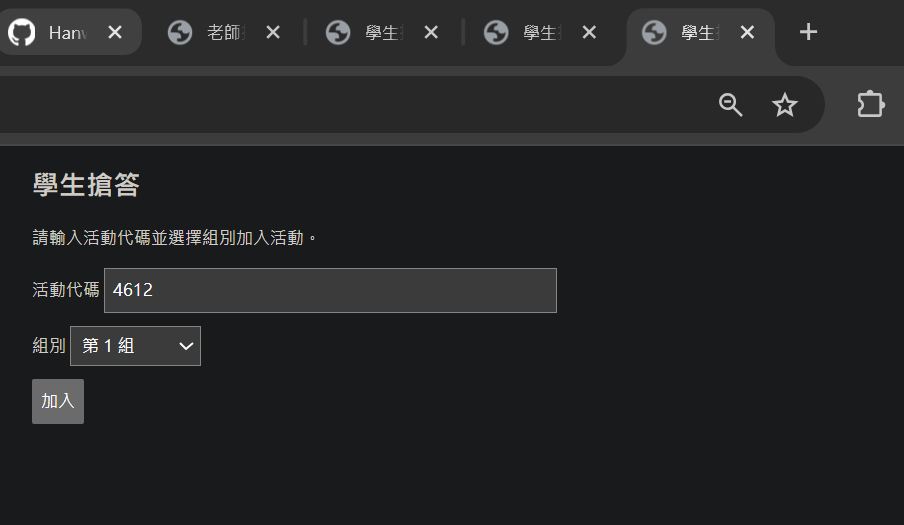 Hanw
老師
學生
學生
學生
學生搶答
請輸入活動代碼並選擇組別加入活動。
活動代碼 4612
組別 第 1 組
加入